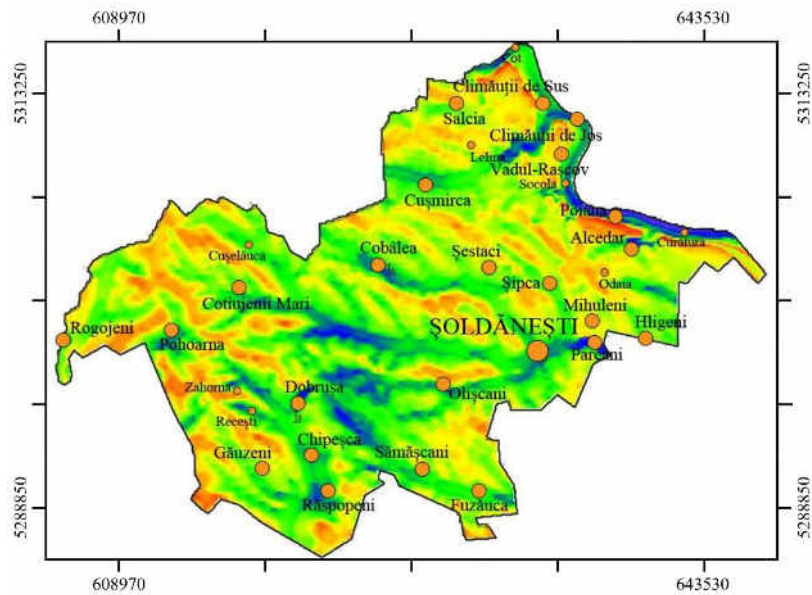 608970
643530
5313250
5313250
Climăuții de Sus
Salcia
Climăuții de Jos
Vadul-Rașcov
Socola
Cușmirca
Poiana
Alcedar
Curătura
Cușelăuca
Cobâlea
Șestaci
Șipca
Odaia
Cotiujenii Mari
Mihuleni
Rogojeni
Pohoarna
ȘOLDĂNEȘTI
Hligeni
Parcani
Zahorna
Dobrușa
Olișcani
Recești
Chipeșca
Găuzeni
Sămășcani
Răspopeni
Fuzăuca
5288850
5288850
608970
643530